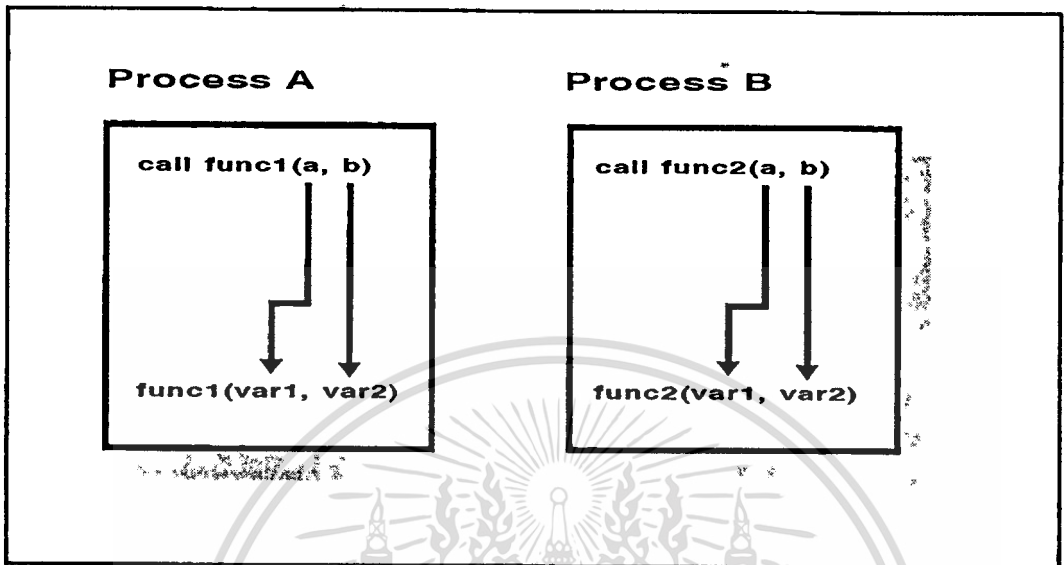 Process A
call func1(a, b)
func1(var1, var2)
Process B
call func2(a, b)
func2(var1, var2)